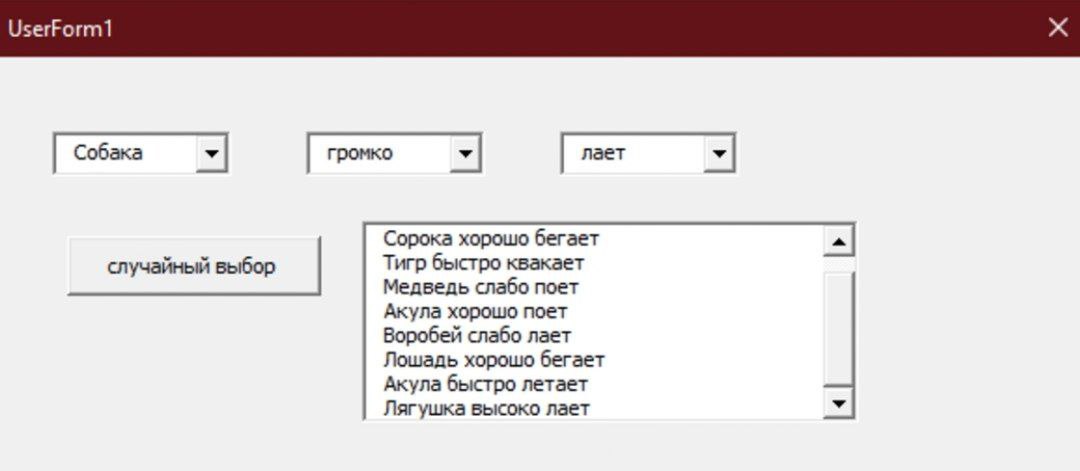 UserForm1
Собака громко лает
случайный выбор
Сорока хорошо бегает
Тигр быстро квакает
Медведь слабо поет
Акула хорошо поет
Воробей слабо лает
Лошадь хорошо бегает
Акула быстро летает
Лягушка высоко лает